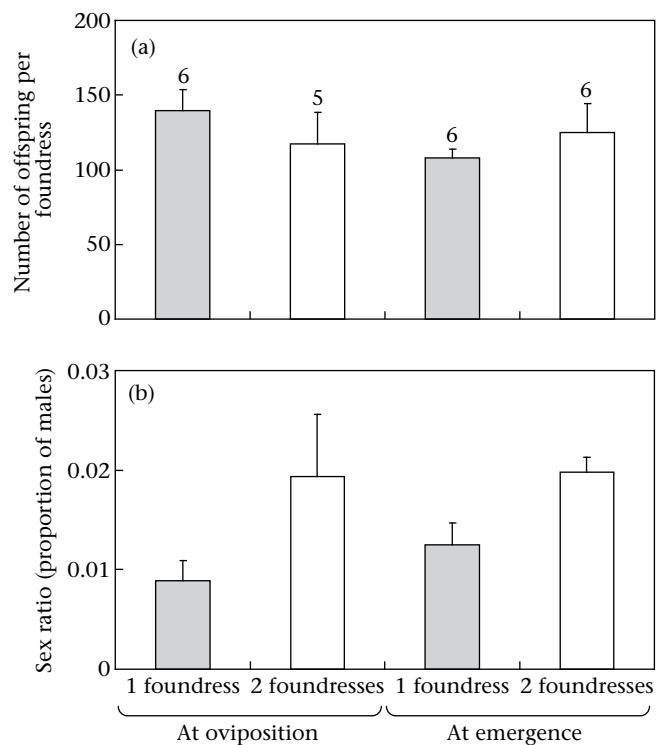 200
(a)
6
5
6
6
150
100
50
0
Number of offspring per
foundress
0.03
(b)
0.02
0.01
0
Sex ratio (proportion of males)
1 foundress 2 foundresses 1 foundress 2 foundresses
At oviposition At emergence